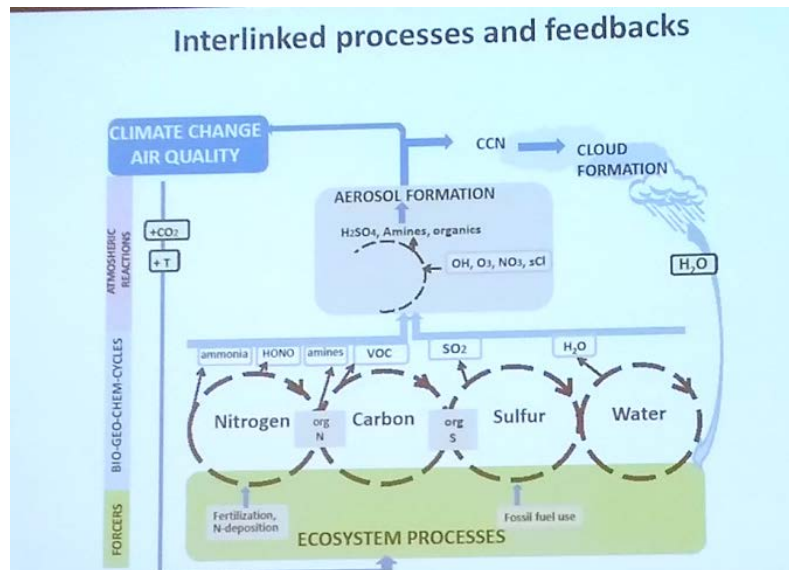 Interlinked processes and feedbacks
CLIMATE CHANGE
AIR QUALITY
CCN
CLOUD
FORMATION
AEROSOL FORMATION
H2SO4, Amines, organics
OH, O3, NO3, sCl
ATMOSHERIC
REACTIONS
+CO2
+ T
H2O
ammonia
HONO
amines
VOC
SO2
H2O
BIO-GEO-CHEM-CYCLES
Nitrogen
org
N
Carbon
org
S
Sulfur
Water
FORCERS
Fertilization,
N-deposition
Fossil fuel use
ECOSYSTEM PROCESSES